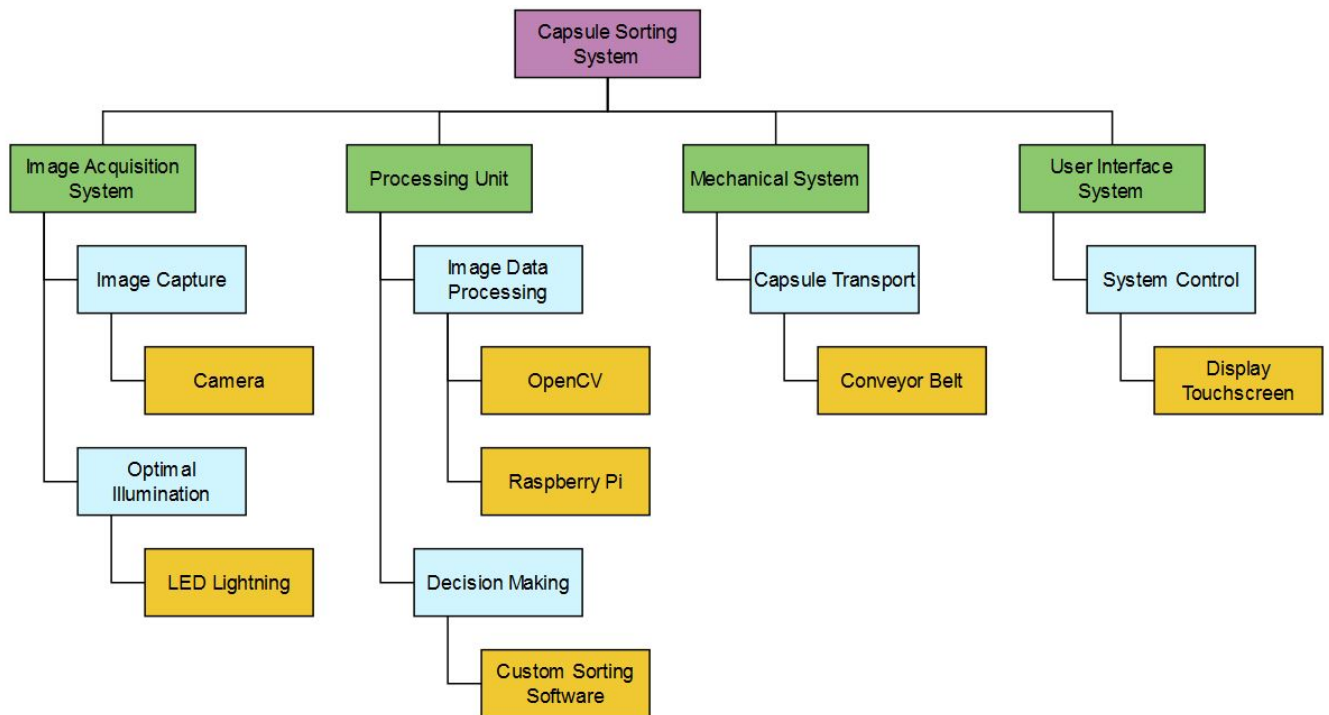 Capsule Sorting
System
Image Acquisition
System
Processing Unit
Mechanical System
User Interface
System
Image Capture
Image Data
Processing
Capsule Transport
System Control
Camera
OpenCV
Conveyor Belt
Display
Touchscreen
Optimal
Illumination
Raspberry Pi
LED Lightning
Decision Making
Custom Sorting
Software